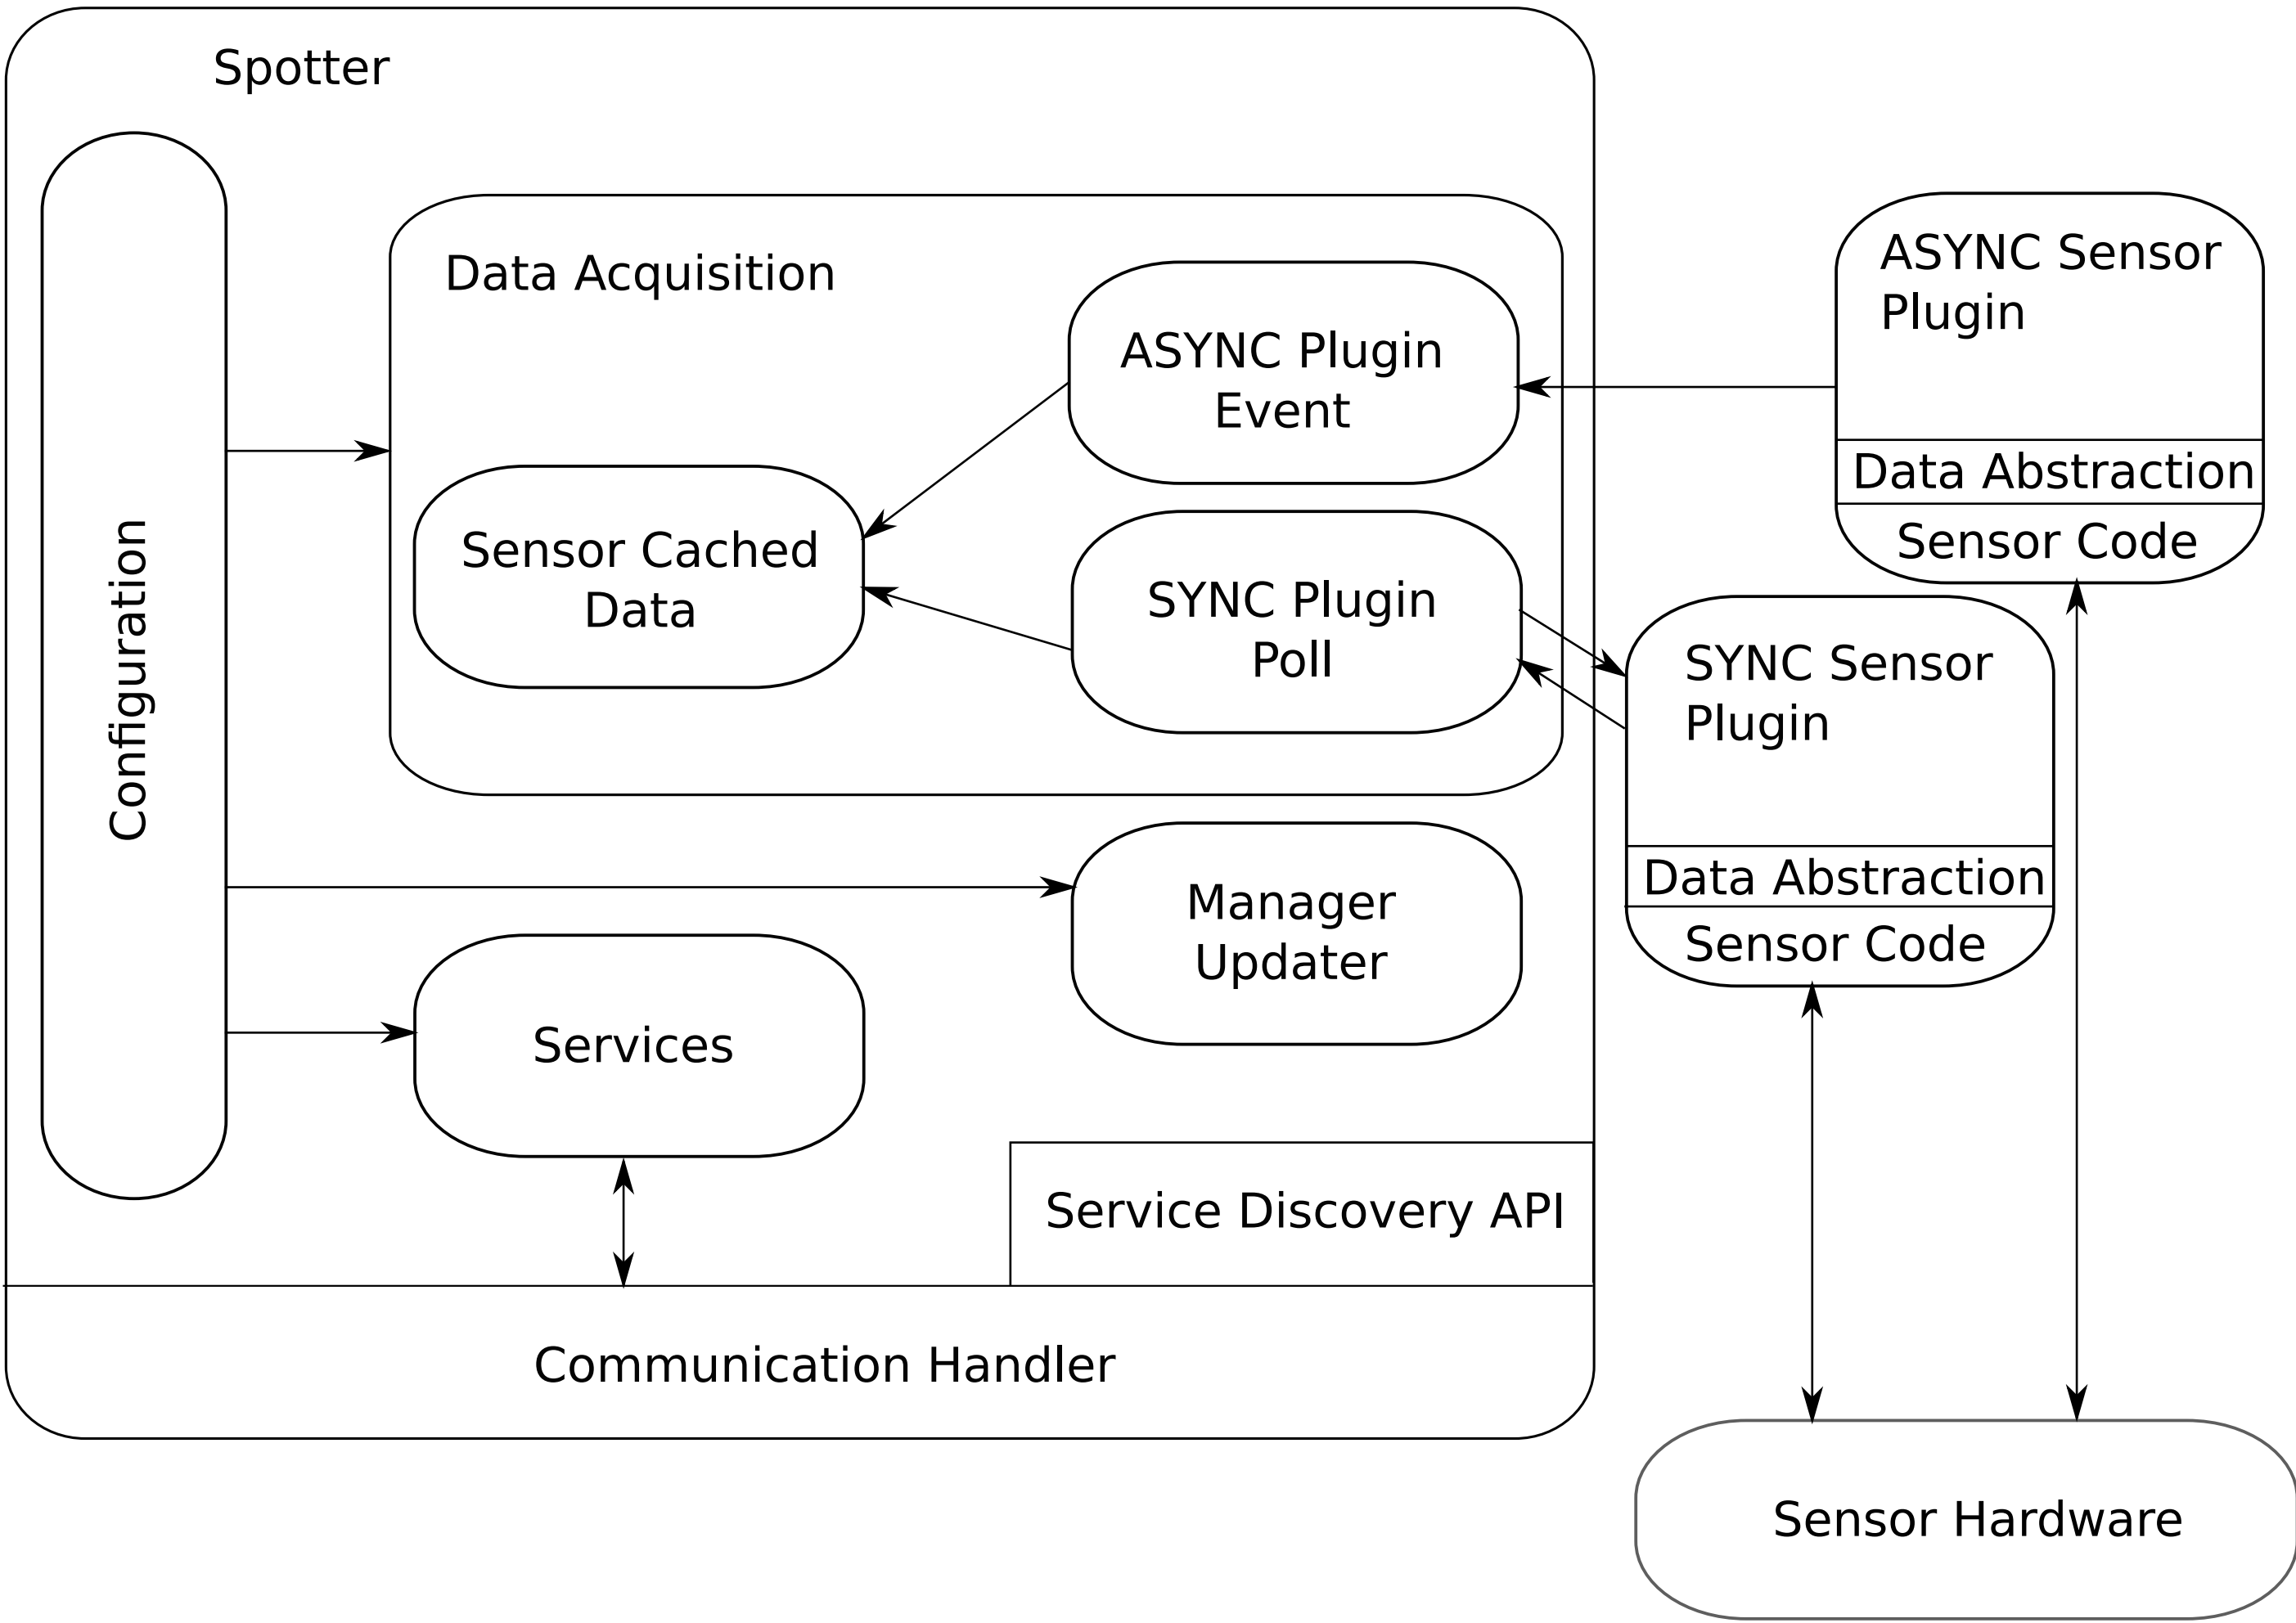 Spotter
Configuration
Data Acquisition
ASYNC Plugin
Event
Sensor Cached
Data
SYNC Plugin
Poll
Manager
Updater
Services
Service Discovery API
Communication Handler
ASYNC Sensor
Plugin
Data Abstraction
Sensor Code
SYNC Sensor
Plugin
Data Abstraction
Sensor Code
Sensor Hardware